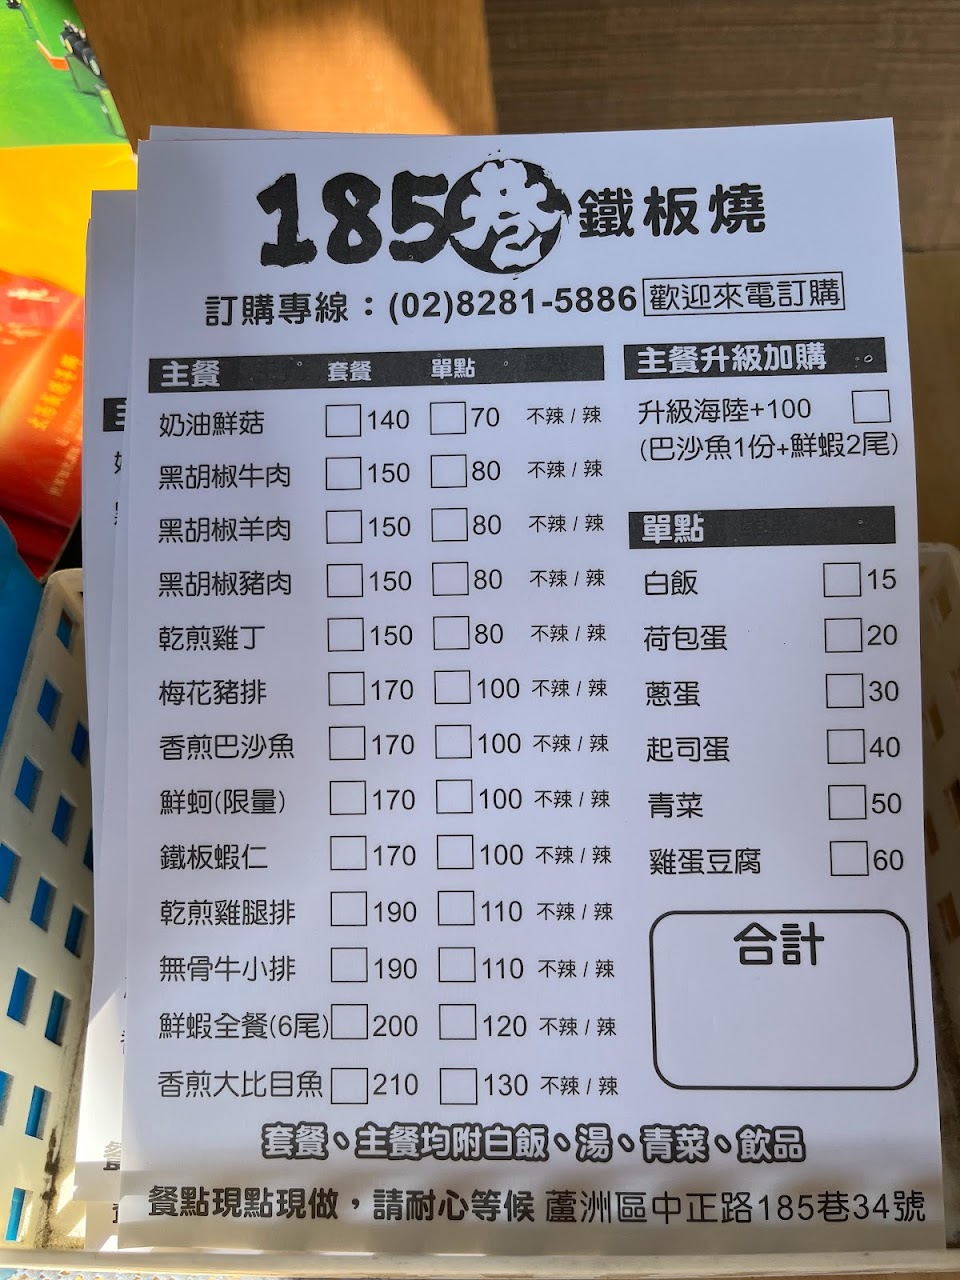 185巷 鐵板燒
訂購專線：(02)8281-5886 歡迎來電訂購
主餐 套餐 單點
奶油鮮菇 140 70 不辣 / 辣
黑胡椒牛肉 150 80 不辣 / 辣
黑胡椒羊肉 150 80 不辣 / 辣
黑胡椒豬肉 150 80 不辣 / 辣
乾煎雞丁 150 80 不辣 / 辣
梅花豬排 170 100 不辣 / 辣
香煎巴沙魚 170 100 不辣 / 辣
鮮蚵(限量) 170 100 不辣 / 辣
鐵板蝦仁 170 100 不辣 / 辣
乾煎雞腿排 190 110 不辣 / 辣
無骨牛小排 190 110 不辣 / 辣
鮮蝦全餐(6尾) 200 120 不辣 / 辣
香煎大比目魚 210 130 不辣 / 辣
主餐升級加購
升級海陸+100
(巴沙魚1份+鮮蝦2尾)
單點
白飯 15
荷包蛋 20
蔥蛋 30
起司蛋 40
青菜 50
雞蛋豆腐 60
合計
套餐、主餐均附白飯、湯、青菜、飲品
餐點現點現做，請耐心等候 蘆洲區中正路185巷34號